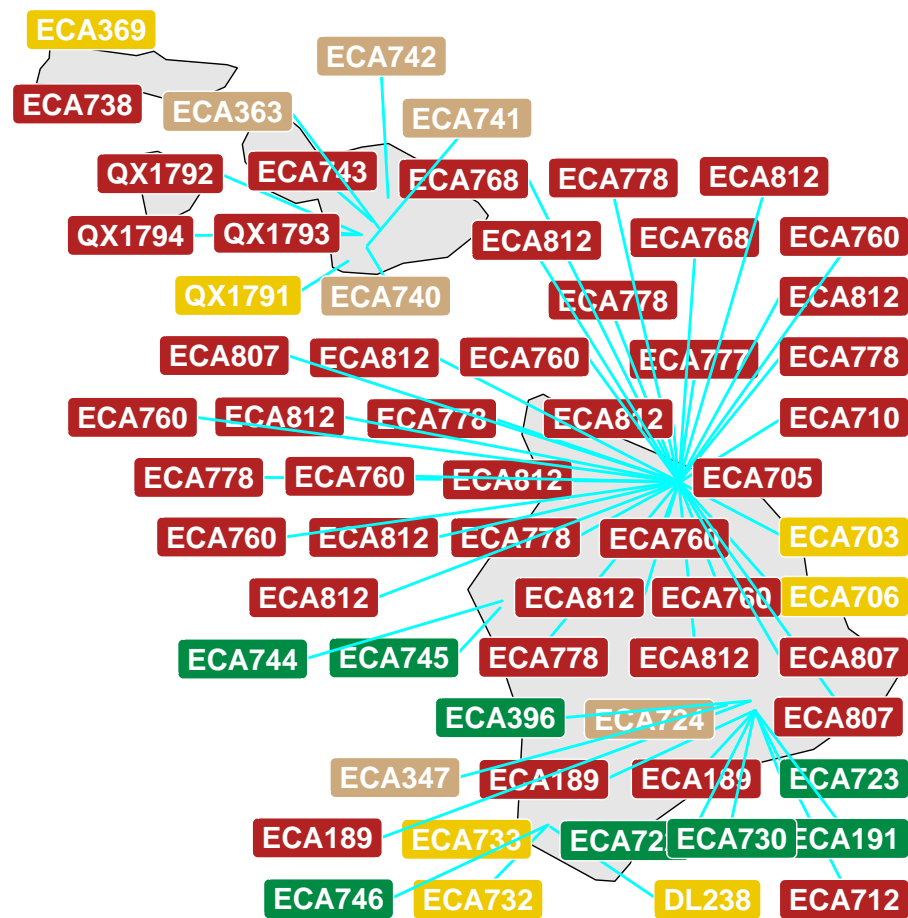 ECA369
ECA742
ECA738
ECA363
ECA741
QX1792
ECA743
ECA768
ECA778
ECA812
QX1794
QX1793
ECA812
ECA768
ECA760
QX1791
ECA740
ECA778
ECA812
ECA807
ECA812
ECA760
ECA777
ECA778
ECA760
ECA812
ECA778
ECA812
ECA710
ECA778
ECA760
ECA812
ECA705
ECA760
ECA812
ECA778
ECA760
ECA703
ECA812
ECA812
ECA760
ECA706
ECA744
ECA745
ECA778
ECA812
ECA807
ECA396
ECA724
ECA807
ECA347
ECA189
ECA189
ECA723
ECA189
ECA733
ECA730
ECA191
ECA746
ECA732
DL238
ECA712